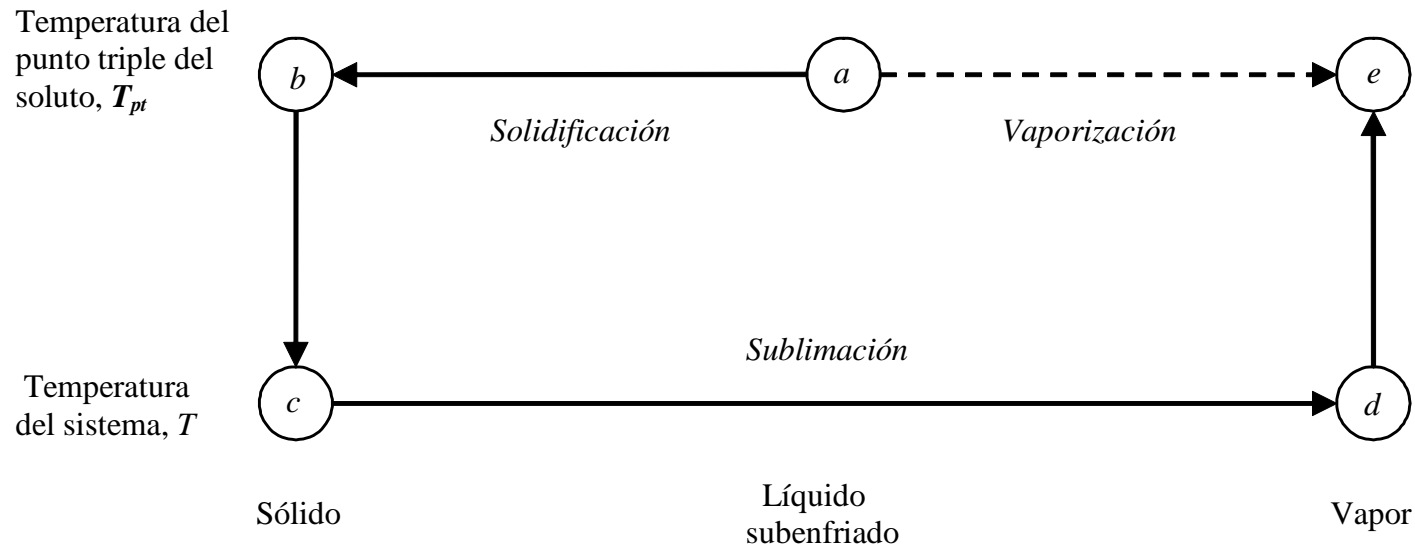 Temperatura del
punto triple del
soluto, Tpt
b
a
e
Solidificación
Vaporización
Sublimación
Temperatura
del sistema, T
c
d
Sólido
Líquido
subenfriado
Vapor